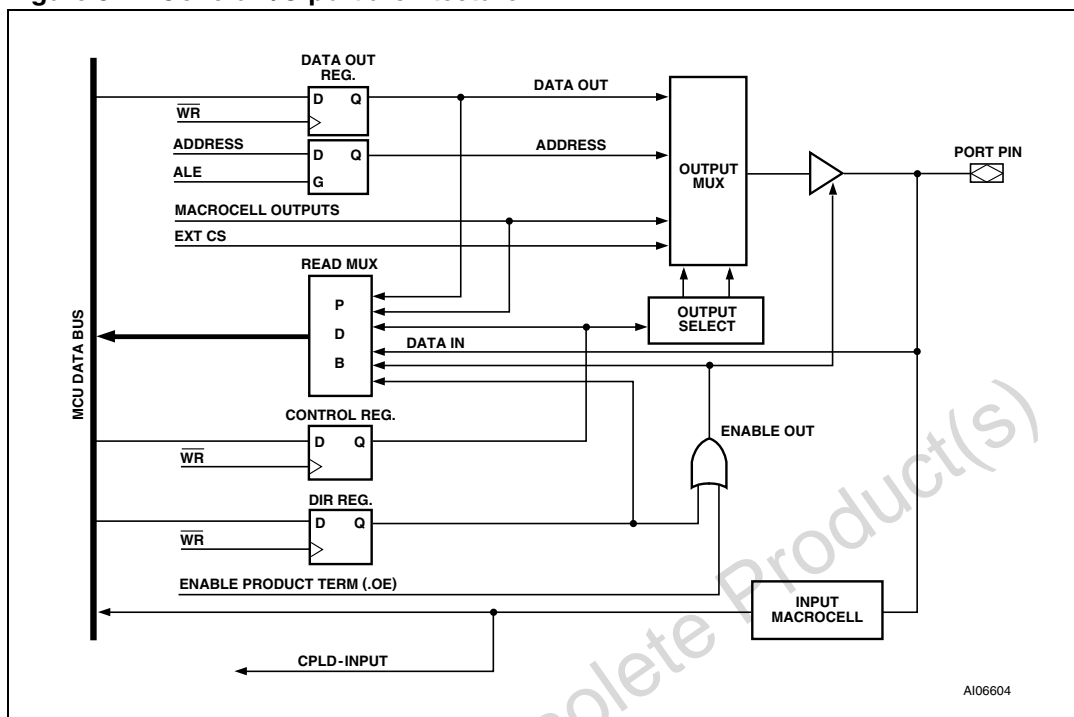 DATA OUT
REG.
D Q
WR
DATA OUT
ADDRESS
D Q
ALE
G
ADDRESS
OUTPUT
MUX
PORT PIN
MACROCELL OUTPUTS
EXT CS
READ MUX
P
D
B
OUTPUT
SELECT
DATA IN
MCU DATA BUS
CONTROL REG.
D Q
WR
ENABLE OUT
DIR REG.
D Q
WR
ENABLE PRODUCT TERM (.OE)
INPUT
MACROCELL
CPLD-INPUT
olete Product(s)
AI06604